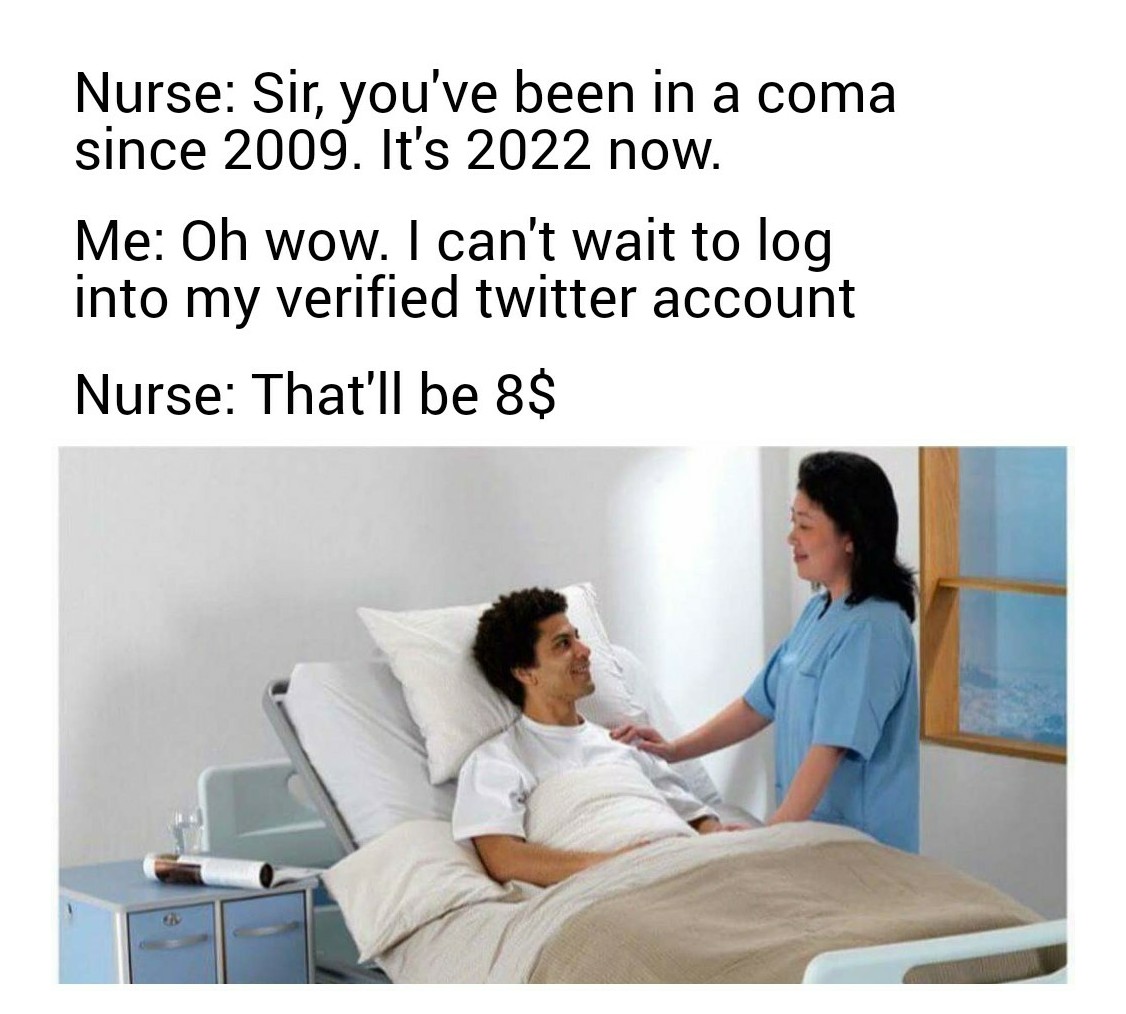 Nurse: Sir, you've been in a coma
since 2009. It's 2022 now.
Me: Oh wow. I can't wait to log
into my verified twitter account
Nurse: That'll be 8$